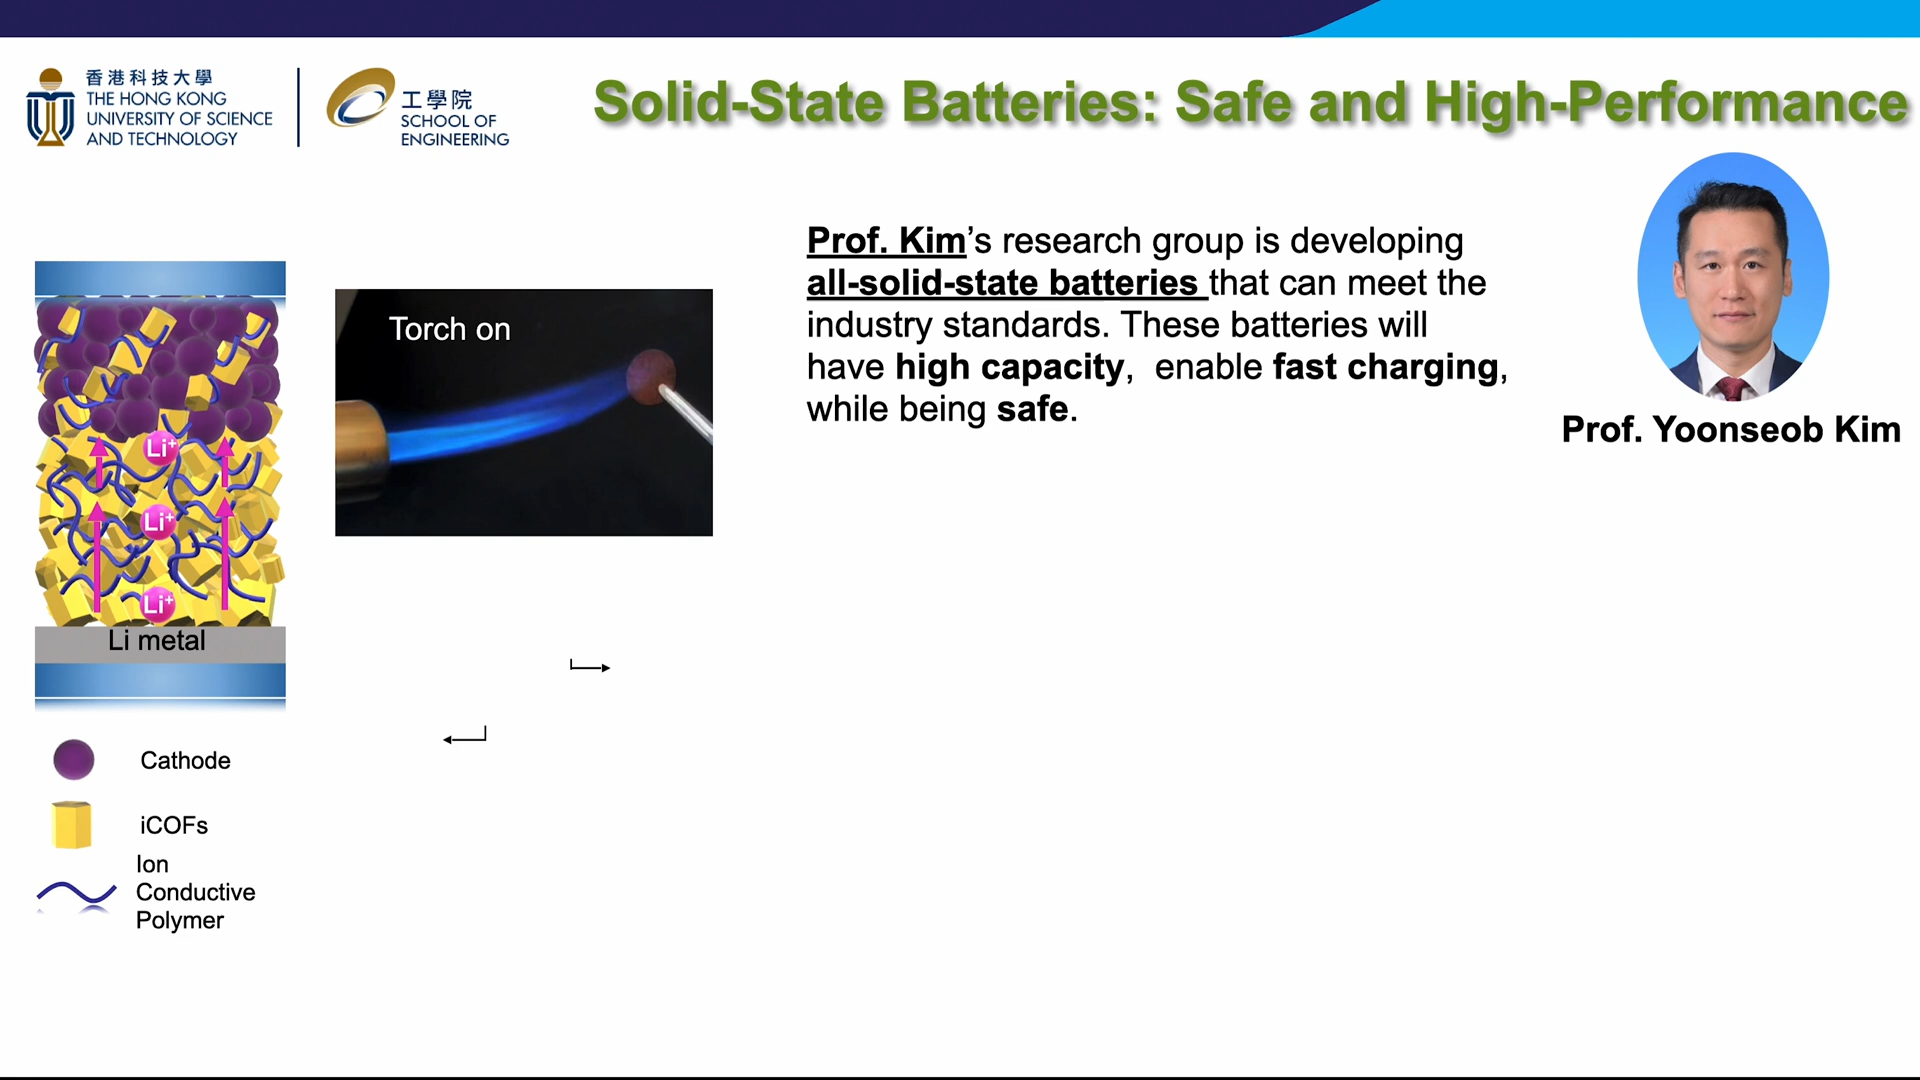 香港科技大學
THE HONG KONG
UNIVERSITY OF SCIENCE
AND TECHNOLOGY
工學院
SCHOOL OF
ENGINEERING
Solid-State Batteries: Safe and High-Performance
Prof. Kim’s research group is developing
all-solid-state batteries that can meet the
industry standards. These batteries will
have high capacity,  enable fast charging,
while being safe.
Prof. Yoonseob Kim
Torch on
Li⁺
Li⁺
Li⁺
Li metal
Cathode
iCOFs
Ion
Conductive
Polymer